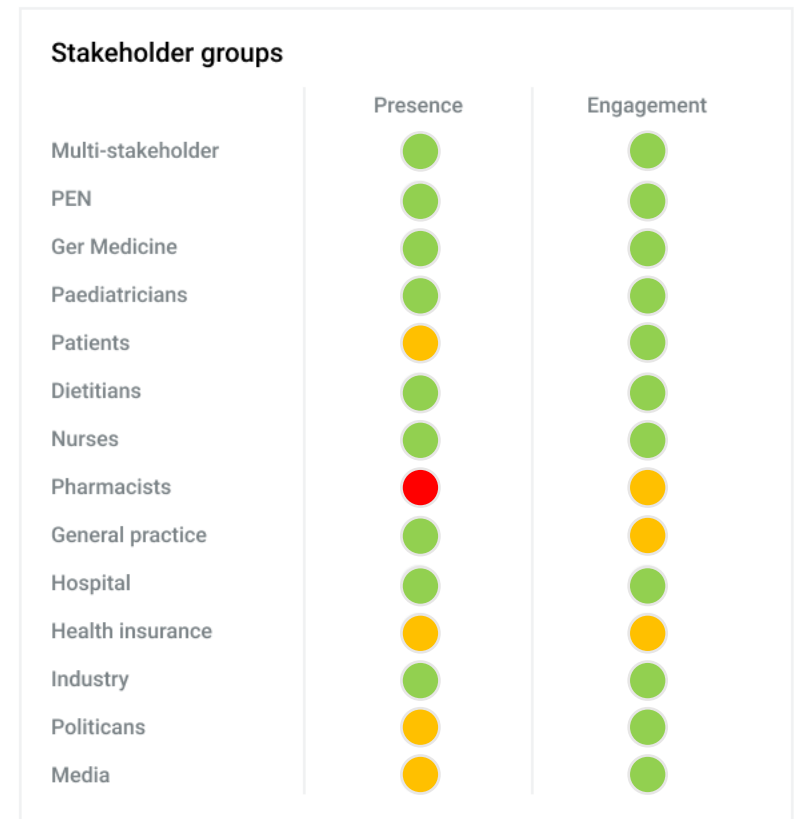 Stakeholder groups
Presence Engagement
Multi-stakeholder
PEN
Ger Medicine
Paediatricians
Patients
Dietitians
Nurses
Pharmacists
General practice
Hospital
Health insurance
Industry
Politicans
Media